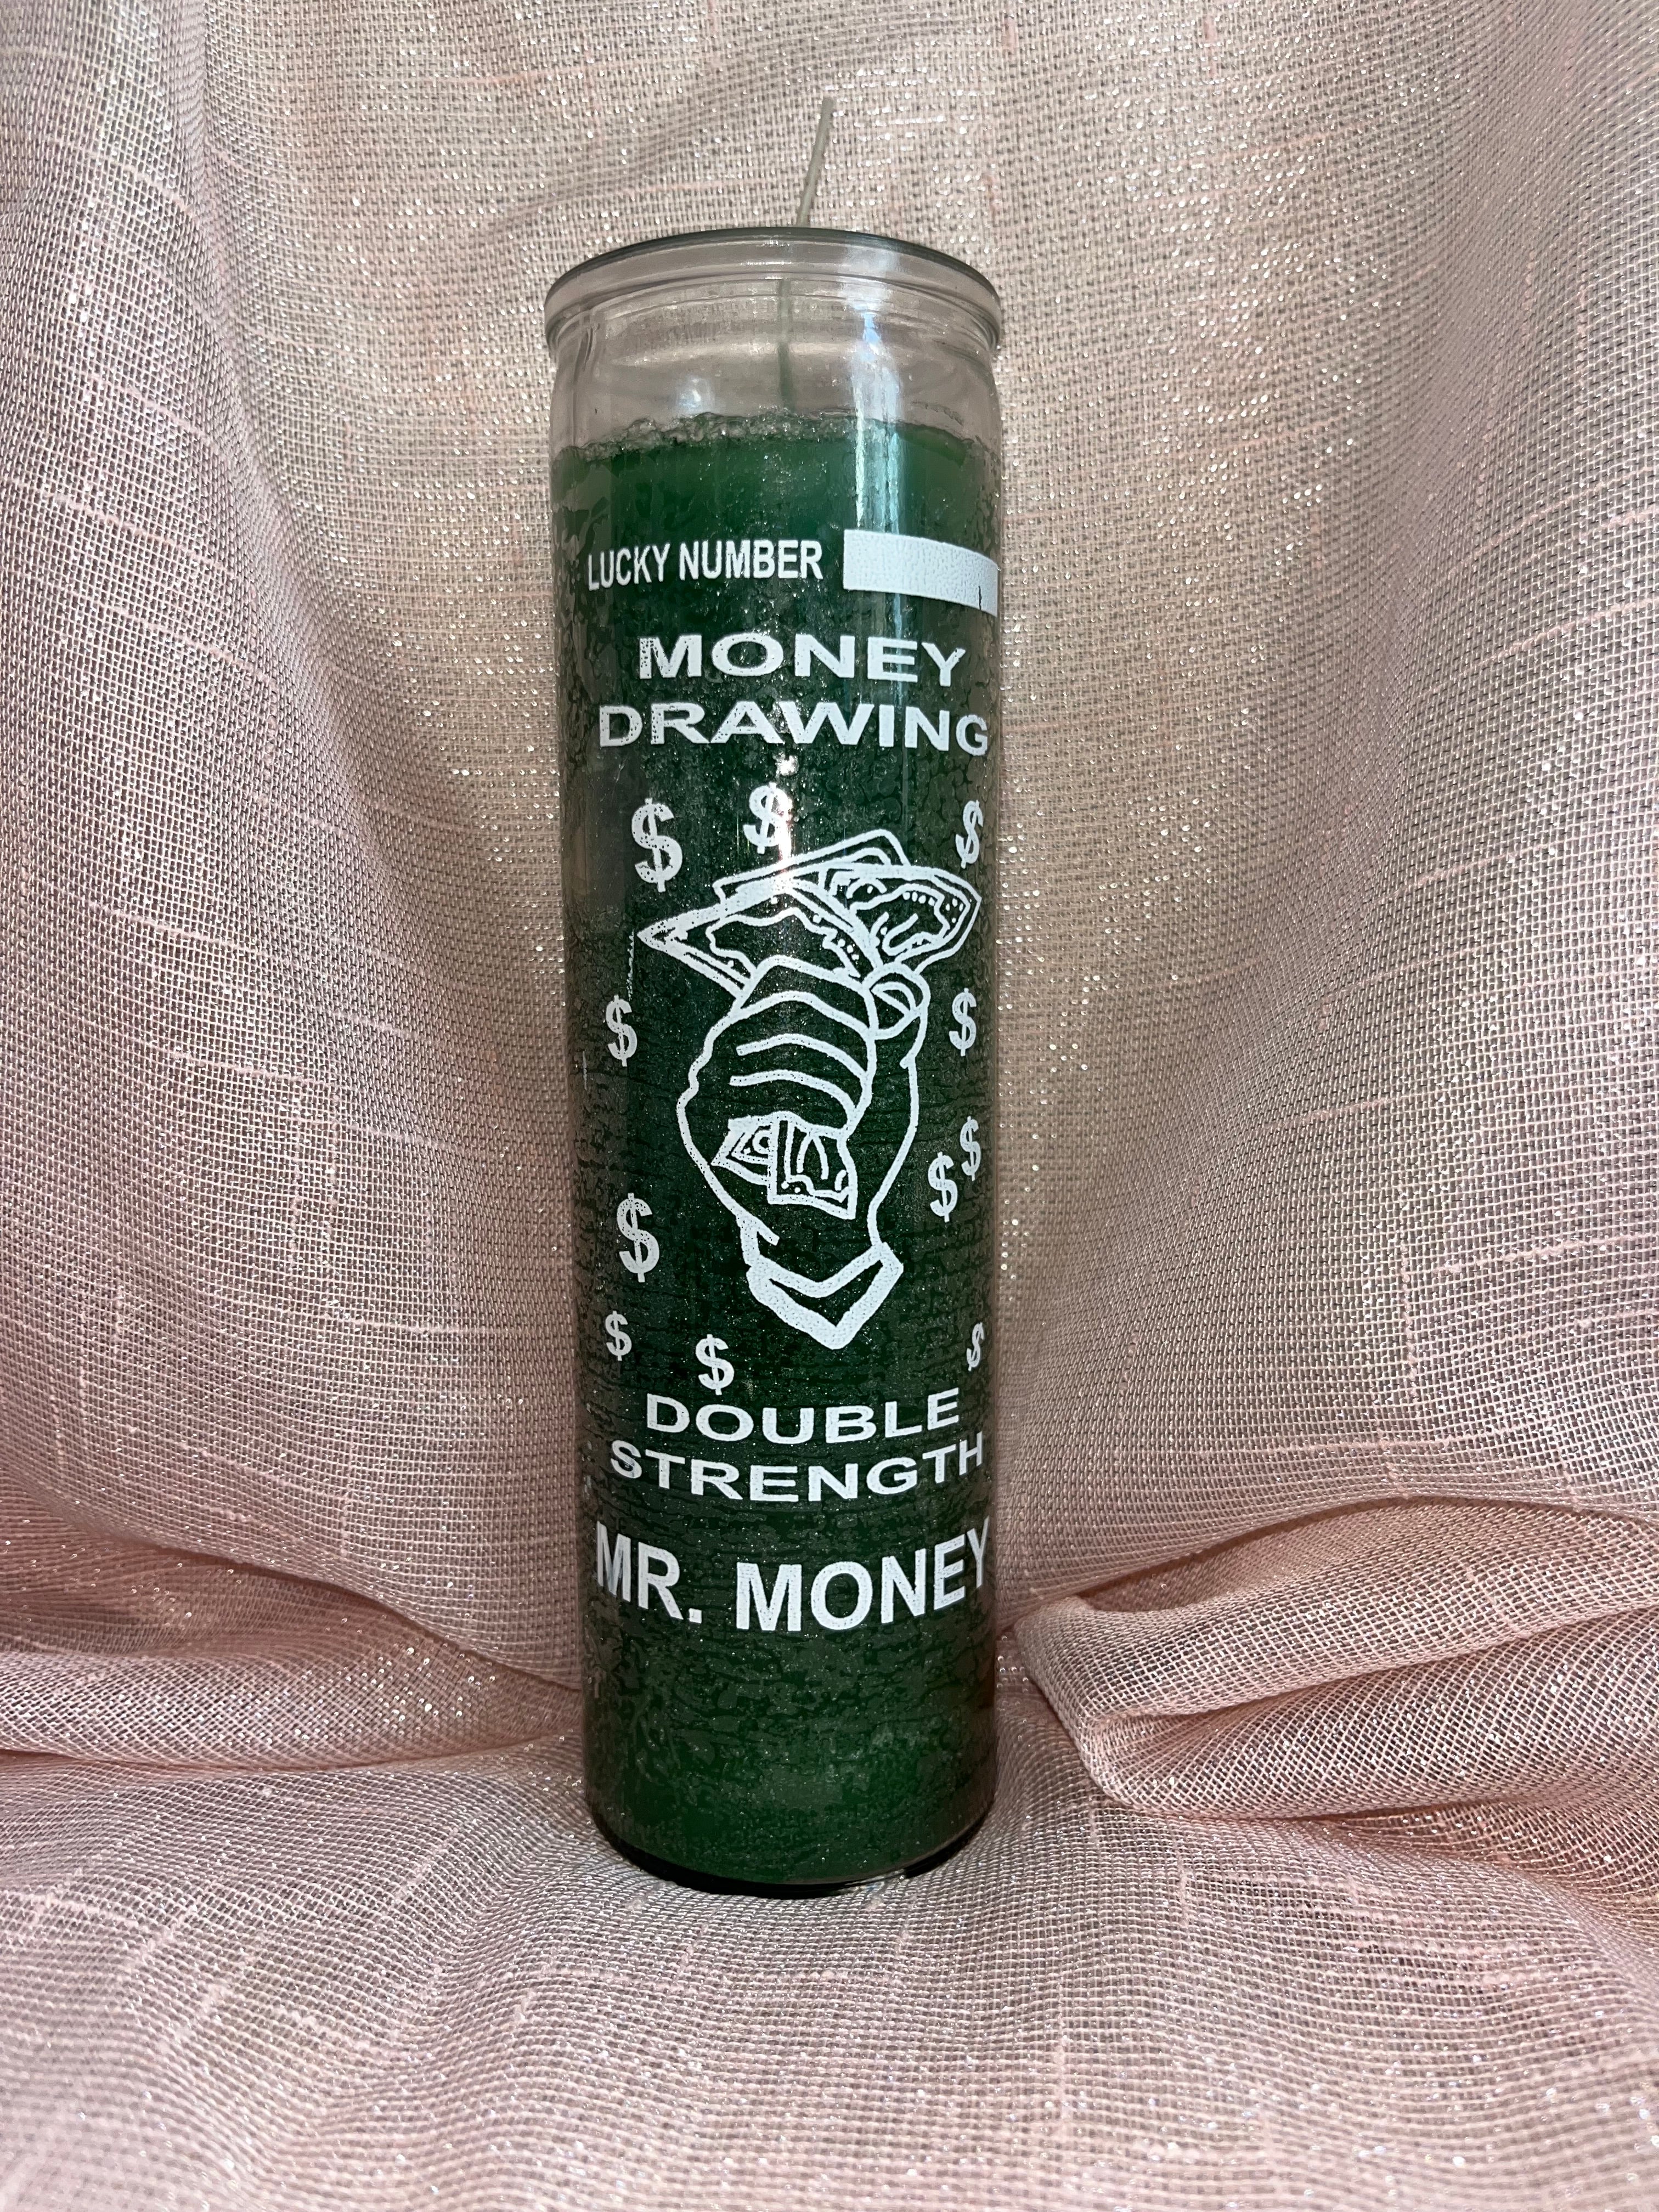 LUCKY NUMBER
MONEY
DRAWING
$ $ $
$ $
$ $
$
$ $ $
DOUBLE
STRENGTH
MR. MONEY